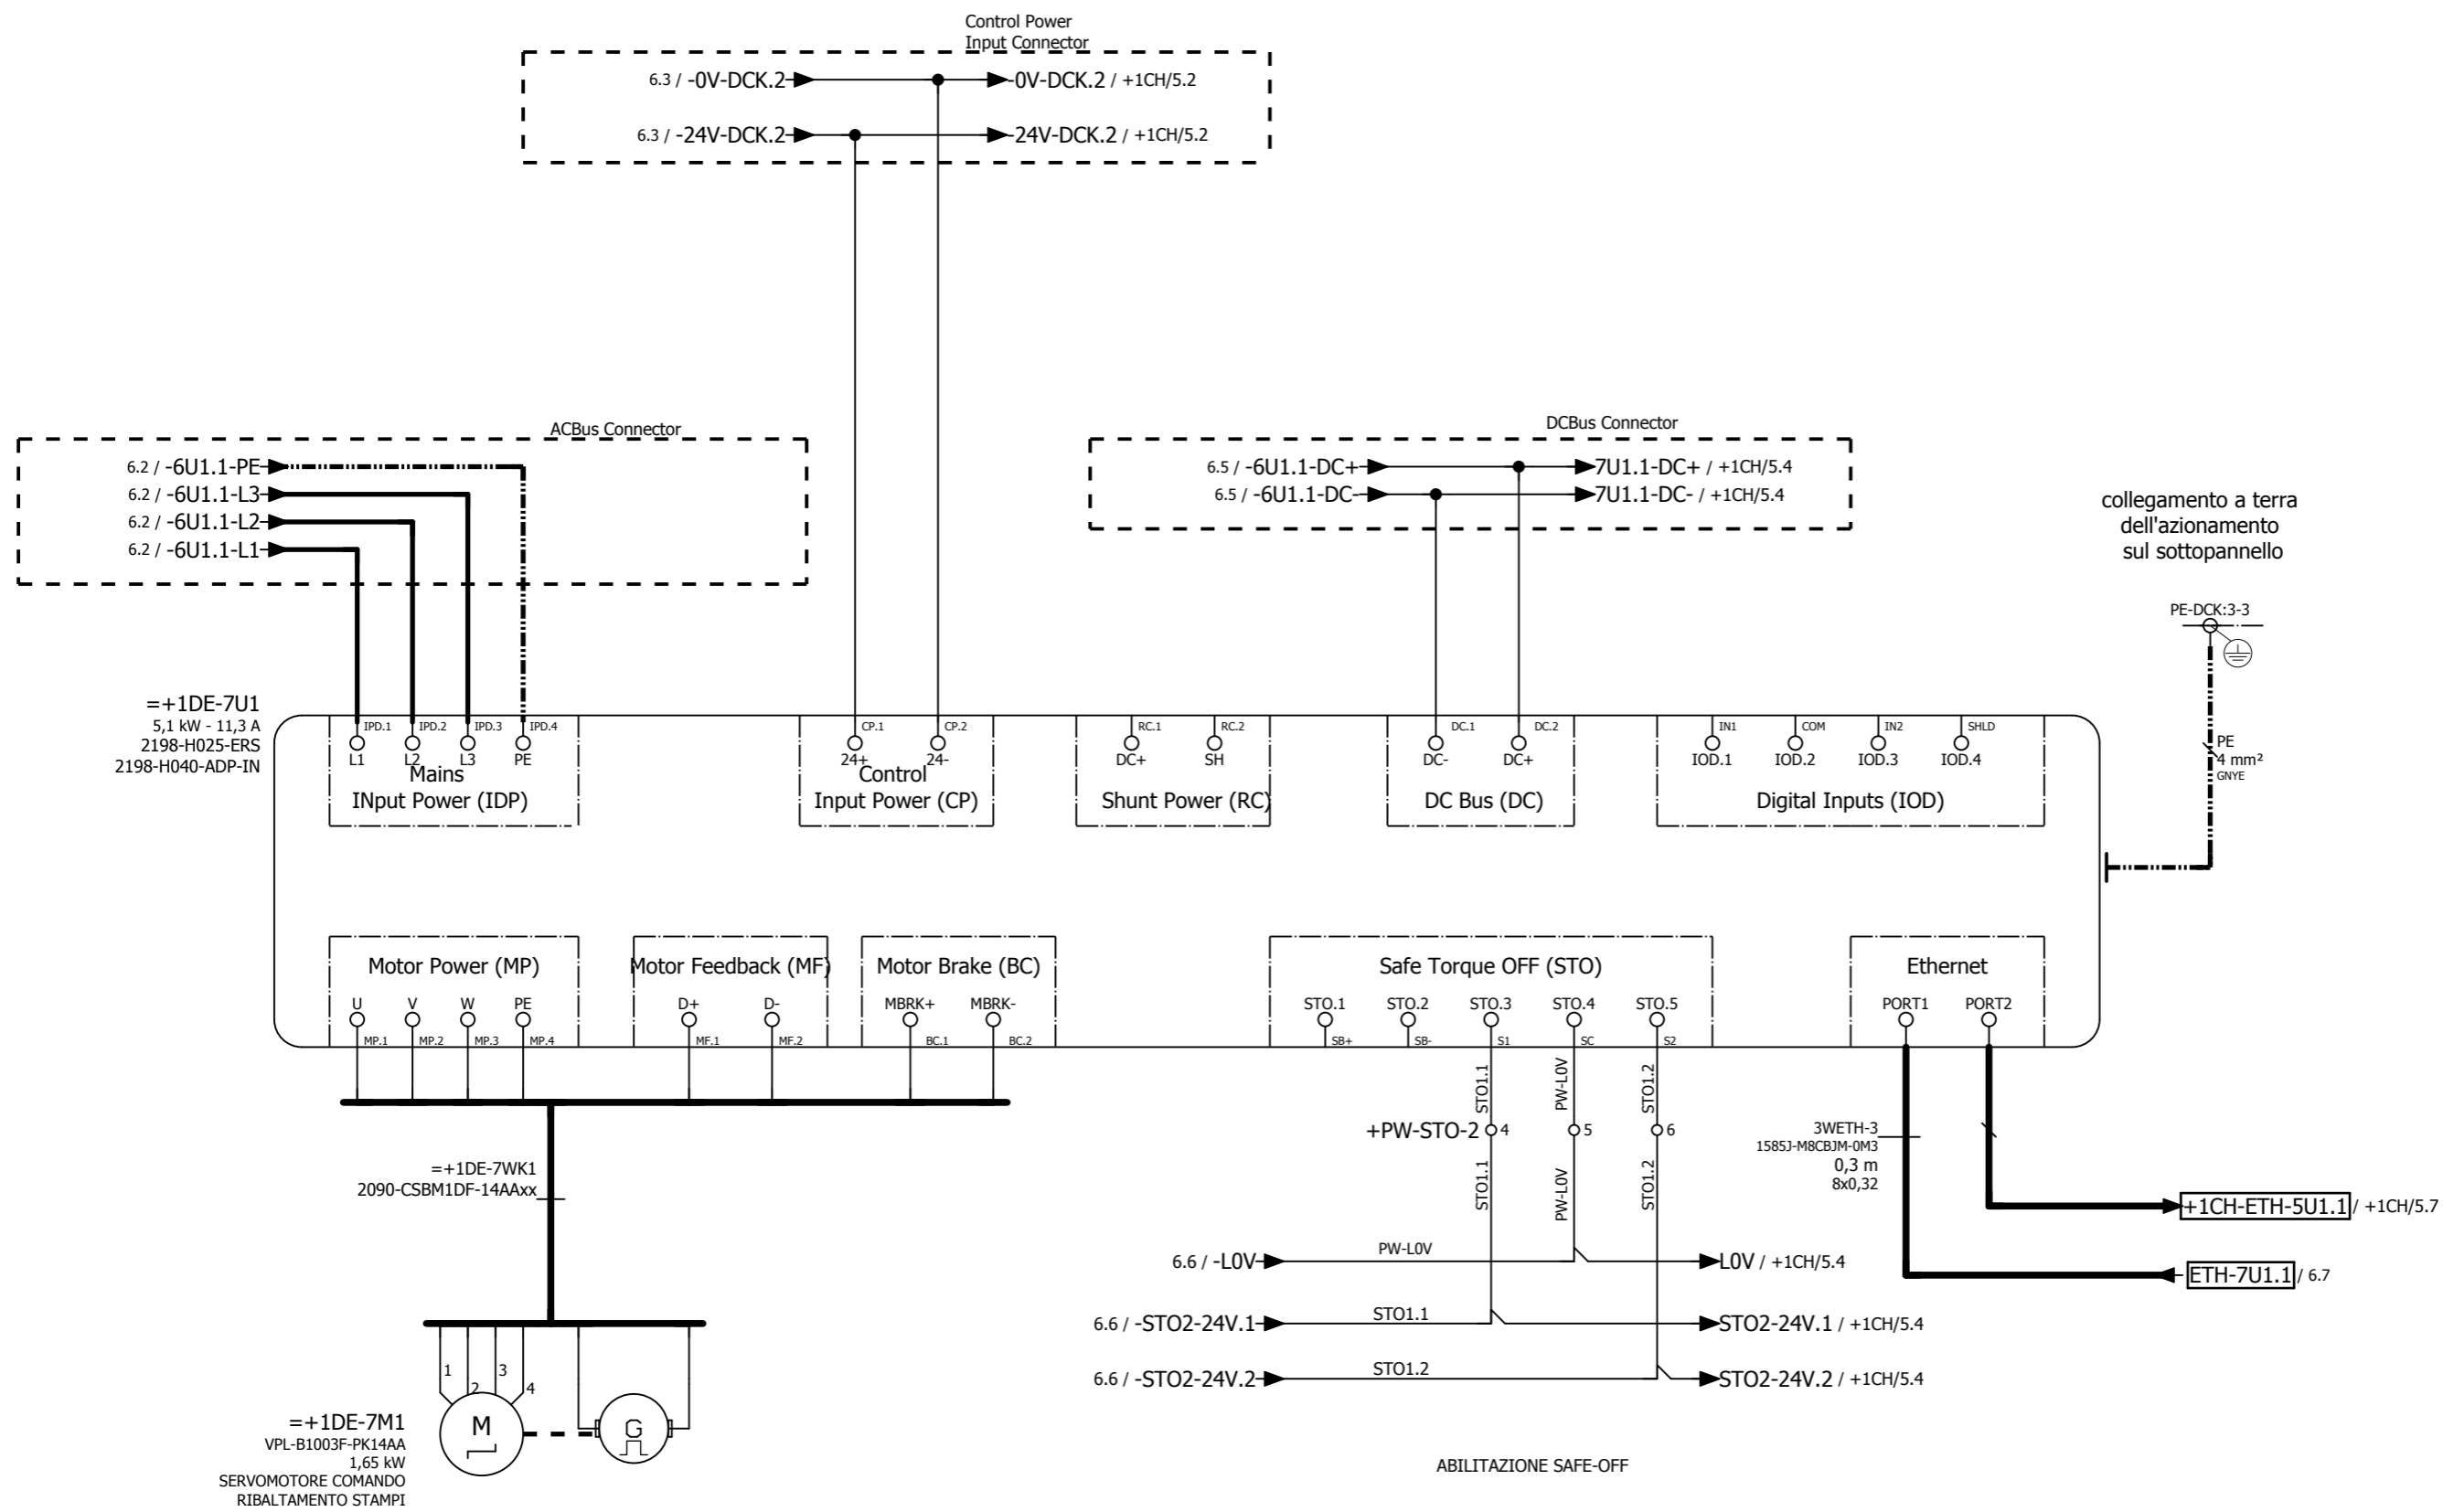 Control Power
Input Connector
6.3 / -0V-DCK.2
-0V-DCK.2 / +1CH/5.2
6.3 / -24V-DCK.2
-24V-DCK.2 / +1CH/5.2
ACBus Connector
6.2 / -6U1.1-PE
6.2 / -6U1.1-L3
6.2 / -6U1.1-L2
6.2 / -6U1.1-L1
DCBus Connector
6.5 / -6U1.1-DC+
7U1.1-DC+ / +1CH/5.4
6.5 / -6U1.1-DC-
7U1.1-DC- / +1CH/5.4
collegamento a terra
dell'azionamento
sul sottopannello
PE-DCK:3-3
PE
4 mm²
GNYE
=+1DE-7U1
5,1 kW - 11,3 A
2198-H025-ERS
2198-H040-ADP-IN
IPD.1 IPD.2 IPD.3 IPD.4
L1 L2 L3 PE
Mains
INput Power (IDP)
CP.1 CP.2
24+ 24-
Control
Input Power (CP)
RC.1 RC.2
DC+ SH
Shunt Power (RC)
DC.1 DC.2
DC- DC+
DC Bus (DC)
IN1 COM IN2 SHLD
IOD.1 IOD.2 IOD.3 IOD.4
Digital Inputs (IOD)
Motor Power (MP)
U V W PE
MP.1 MP.2 MP.3 MP.4
Motor Feedback (MF)
D+ D-
MF.1 MF.2
Motor Brake (BC)
MBRK+ MBRK-
BC.1 BC.2
Safe Torque OFF (STO)
STO.1 STO.2 STO.3 STO.4 STO.5
SB+ SB- S1 SC S2
Ethernet
PORT1 PORT2
STO1.1 PW-L0V STO1.2
+PW-STO-2 4 5 6
STO1.1 PW-L0V STO1.2
3WETH-3
1585J-M8CBJM-0M3
0,3 m
8x0,32
=+1DE-7WK1
2090-CSBM1DF-14AAxx
+1CH-ETH-5U1.1 / +1CH/5.7
6.6 / -L0V
PW-L0V
L0V / +1CH/5.4
ETH-7U1.1 / 6.7
6.6 / -STO2-24V.1
STO1.1
STO2-24V.1 / +1CH/5.4
6.6 / -STO2-24V.2
STO1.2
STO2-24V.2 / +1CH/5.4
1 2 3 4
M
G
=+1DE-7M1
VPL-B1003F-PK14AA
1,65 kW
SERVOMOTORE COMANDO
RIBALTAMENTO STAMPI
ABILITAZIONE SAFE-OFF